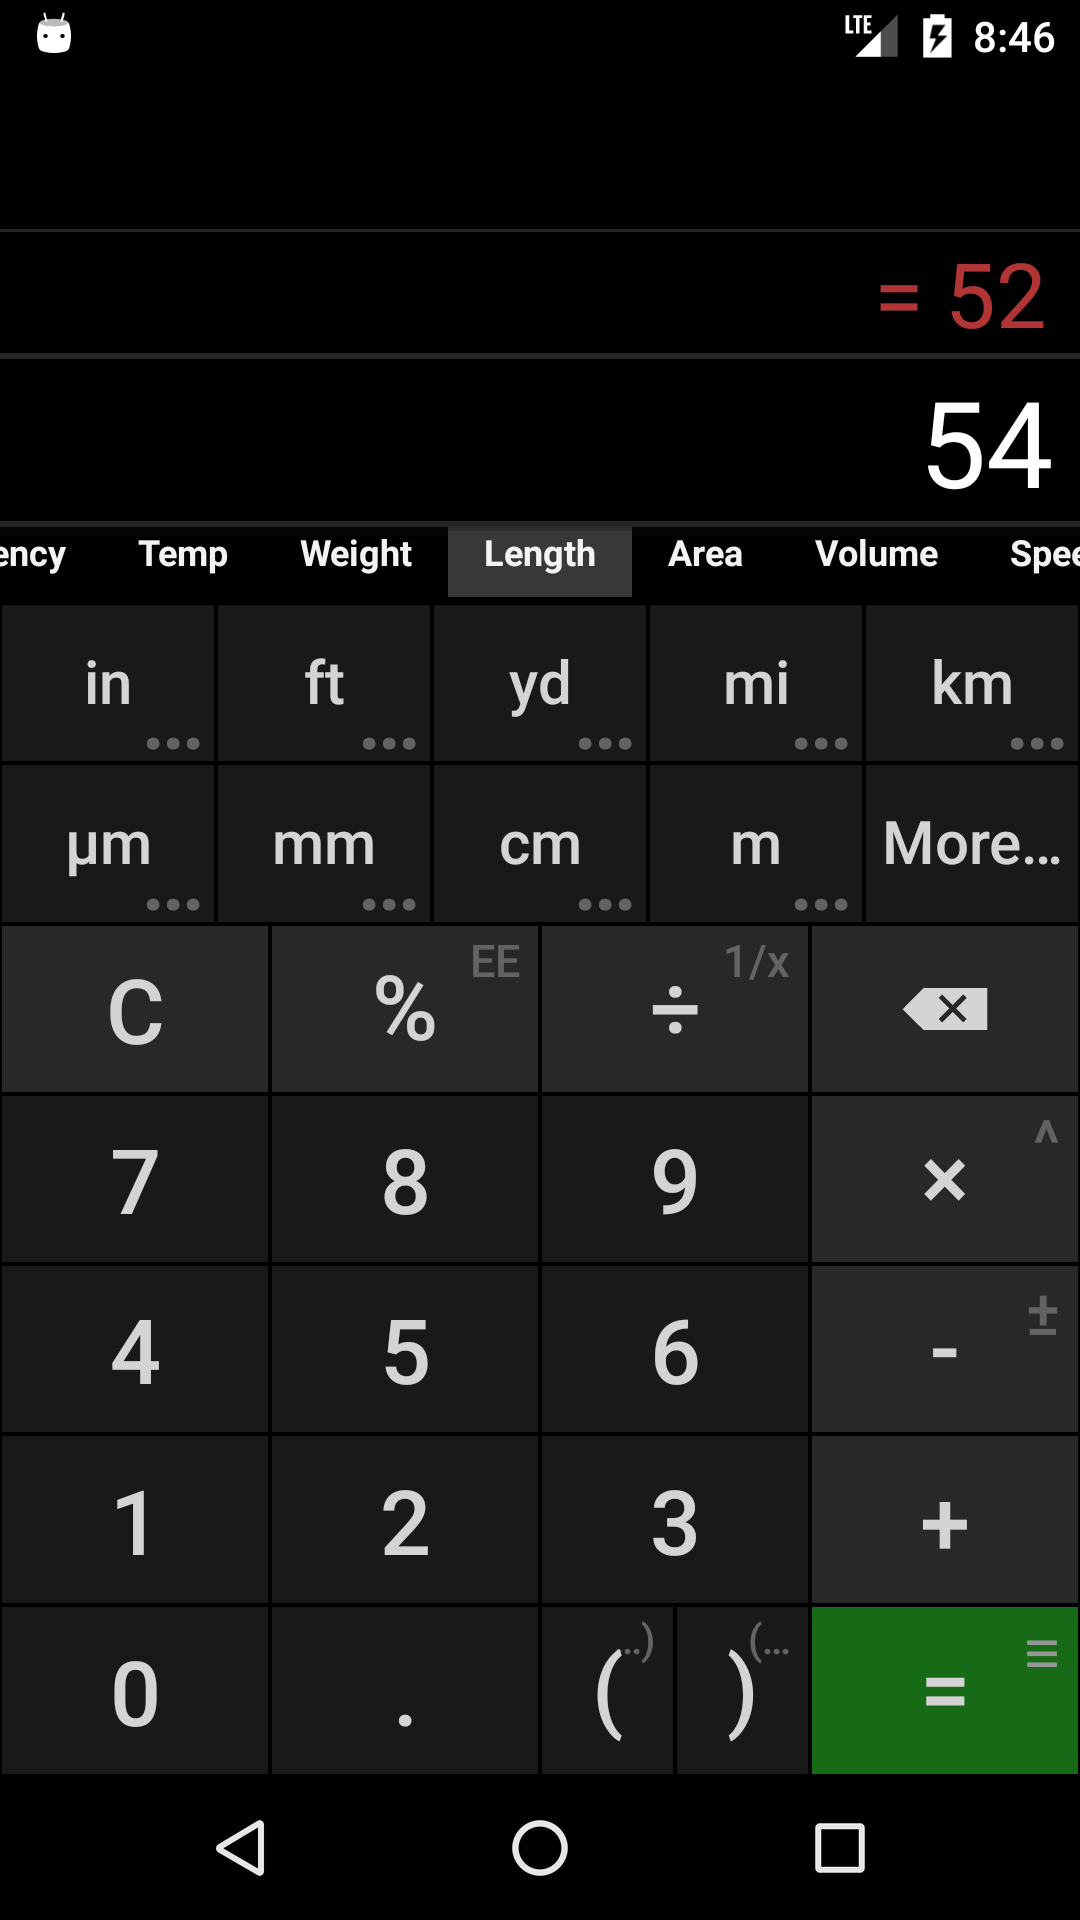 LTE 8:46
= 52
54
ency Temp Weight Length Area Volume Spee
in ft yd mi km
µm mm cm m More...
C % EE ÷ 1/x
7 8 9 × ^
4 5 6 - ±
1 2 3 +
0 . ( ..) ) (... =